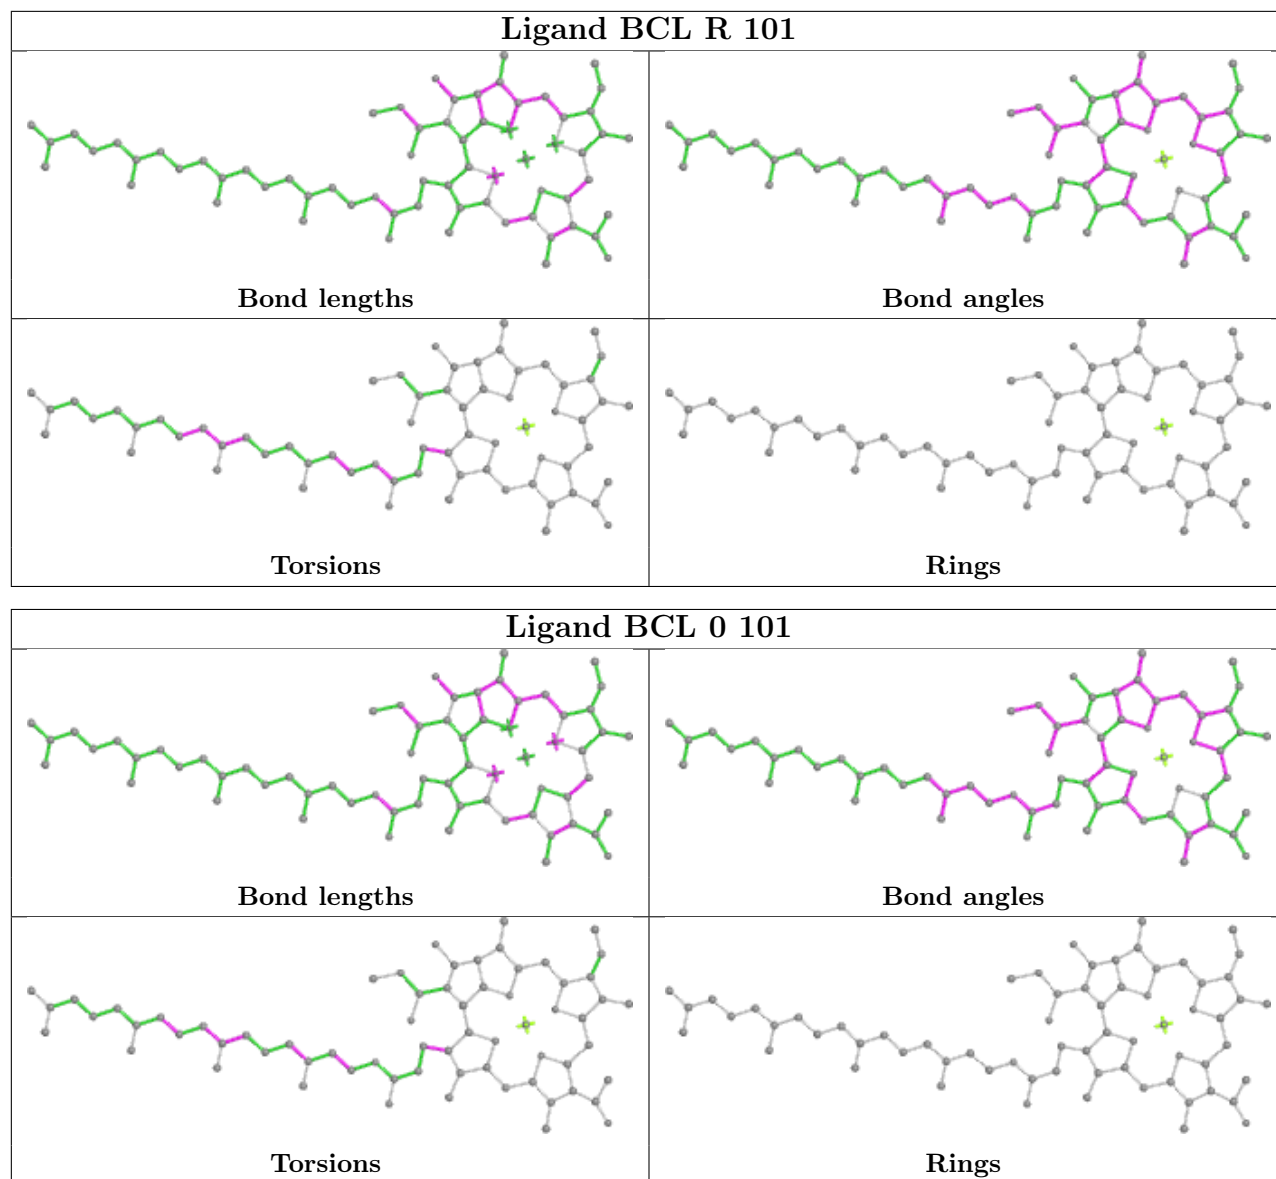 Ligand BCL R 101
Bond lengths
Bond angles
Torsions
Rings
Ligand BCL 0 101
Bond lengths
Bond angles
Torsions
Rings